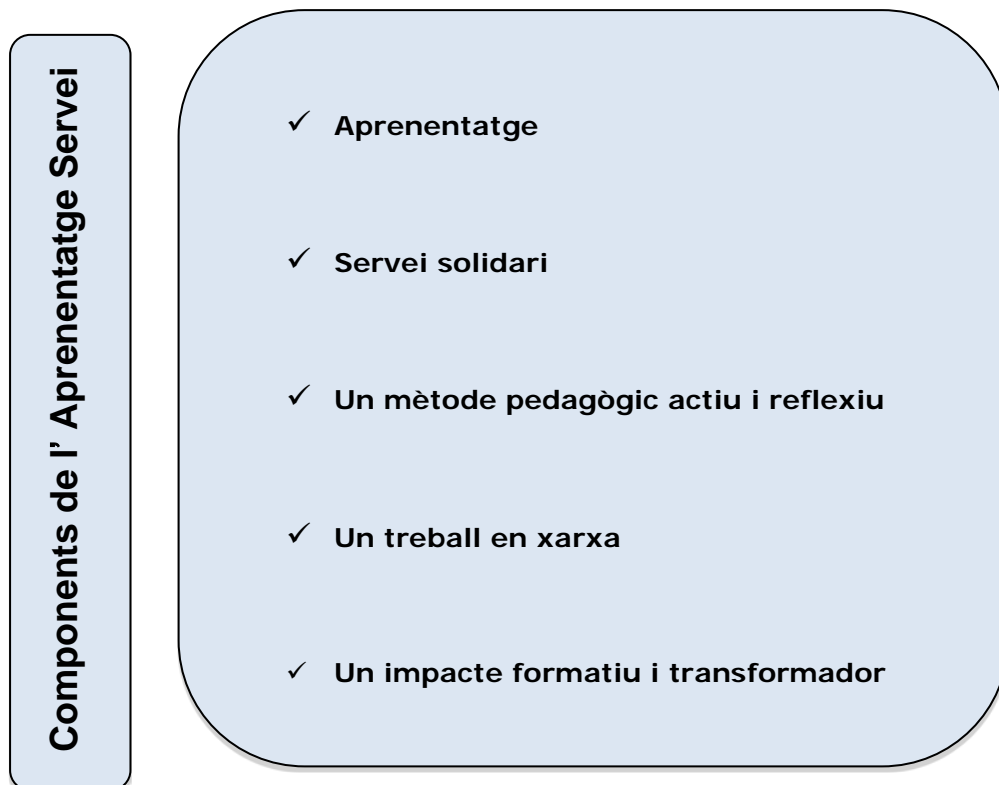 Components de l’ Aprenentatge Servei
✓ Aprenentatge
✓ Servei solidari
✓ Un mètode pedagògic actiu i reflexiu
✓ Un treball en xarxa
✓ Un impacte formatiu i transformador